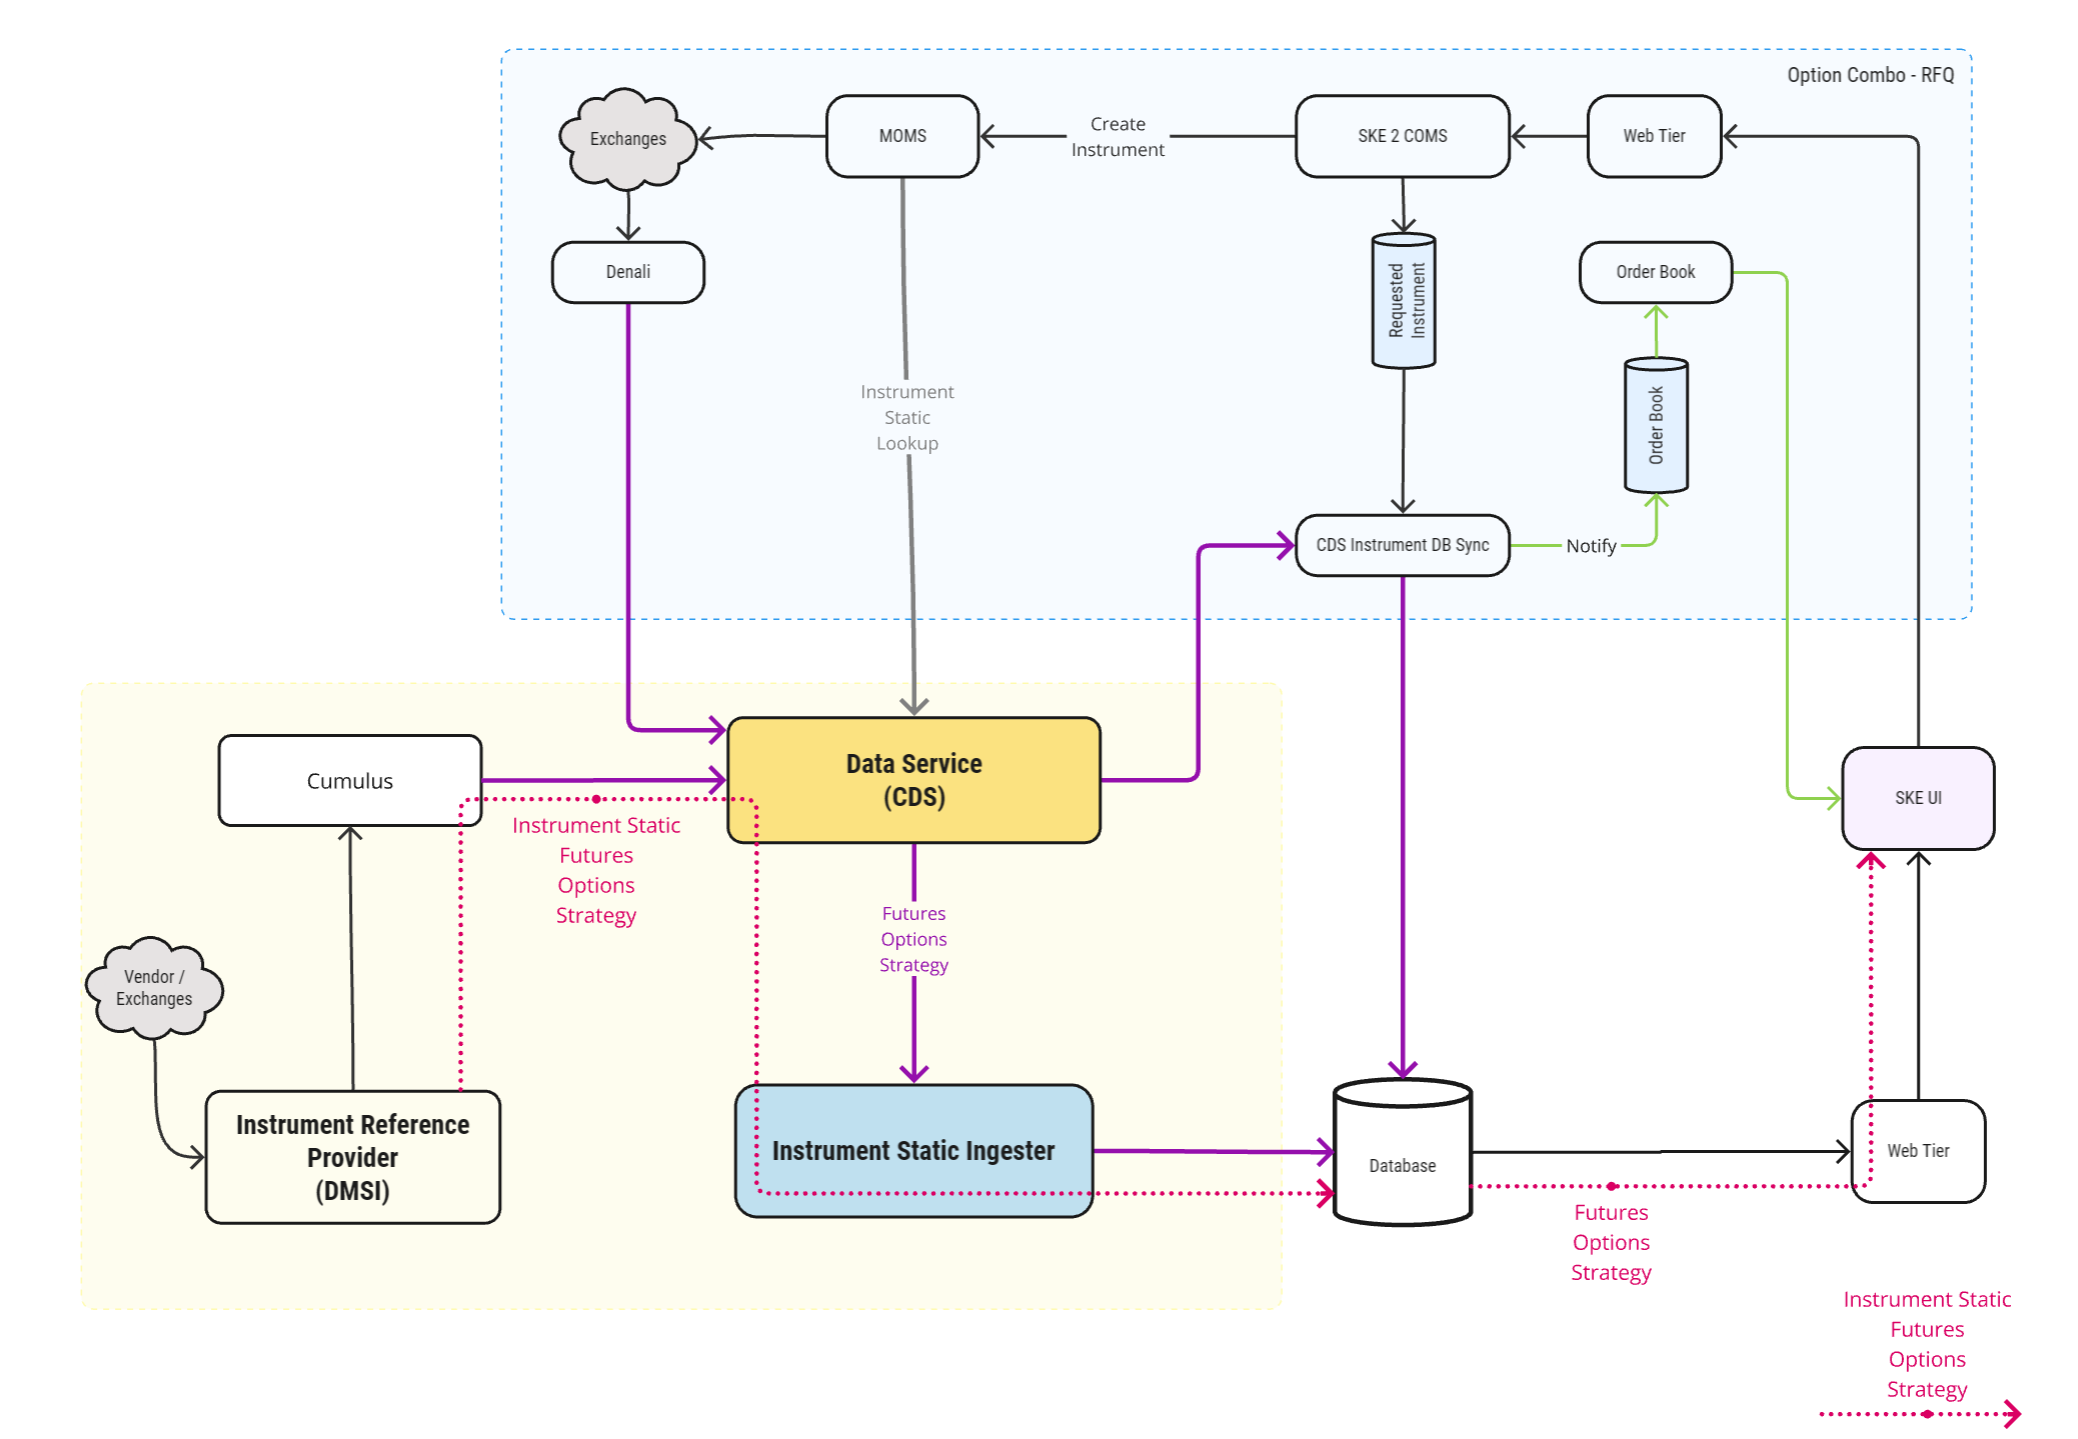 Option Combo - RFQ
Exchanges
MOMS
Create
Instrument
SKE 2 COMS
Web Tier
Denali
Requested
Instrument
Order Book
Order Book
Instrument
Static
Lookup
CDS Instrument DB Sync
Notify
Cumulus
Data Service
(CDS)
SKE UI
Instrument Static
Futures
Options
Strategy
Futures
Options
Strategy
Vendor /
Exchanges
Instrument Reference
Provider
(DMSI)
Instrument Static Ingester
Database
Web Tier
Futures
Options
Strategy
Instrument Static
Futures
Options
Strategy